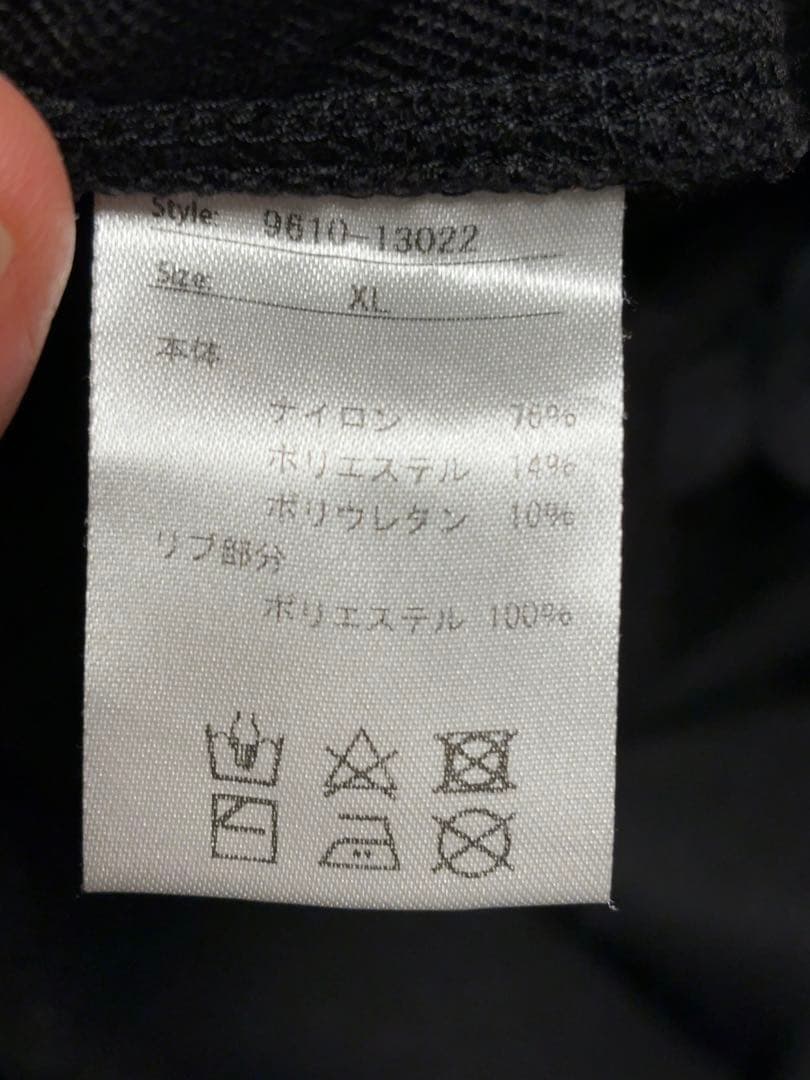 Style: 9610-13022
Size: XL
本体
ナイロン 76%
ポリエステル 14%
ポリウレタン 10%
リブ部分
ポリエステル 100%